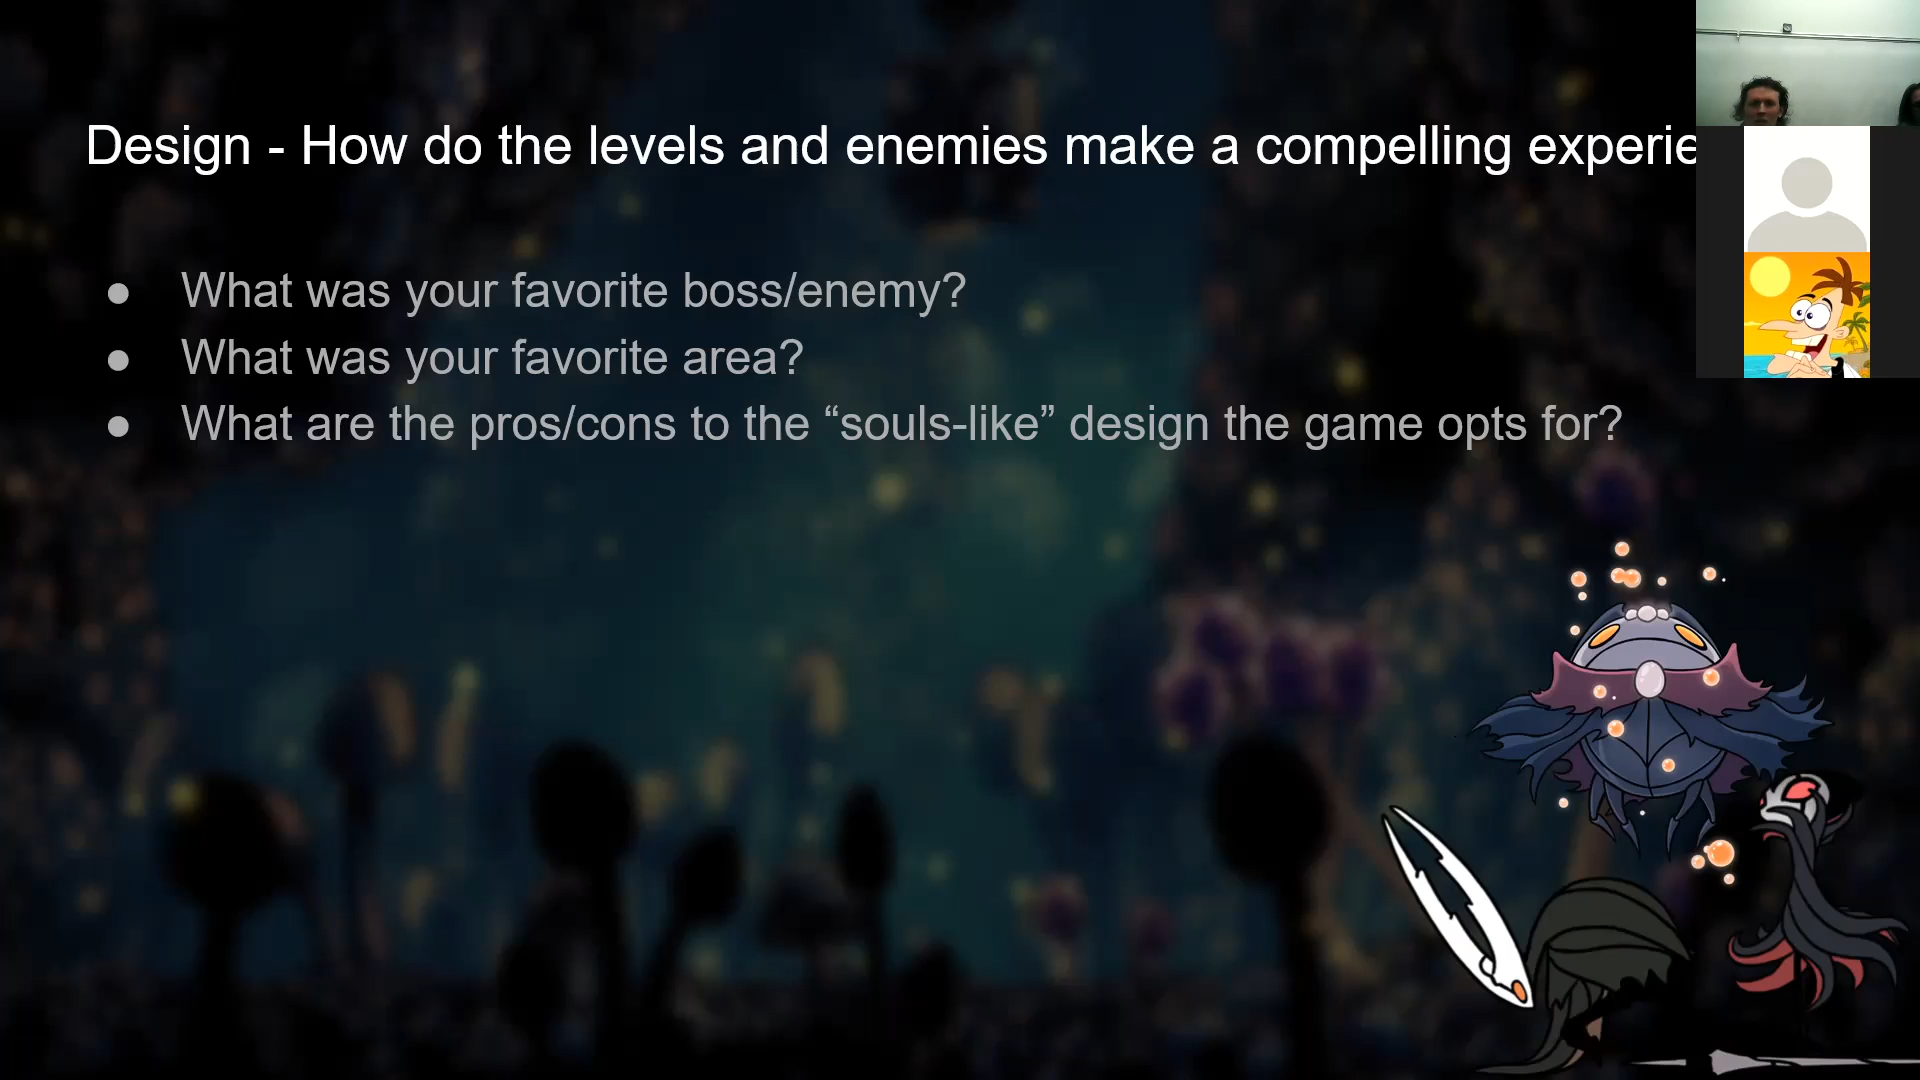 Design - How do the levels and enemies make a compelling experie
● What was your favorite boss/enemy?
● What was your favorite area?
● What are the pros/cons to the “souls-like” design the game opts for?